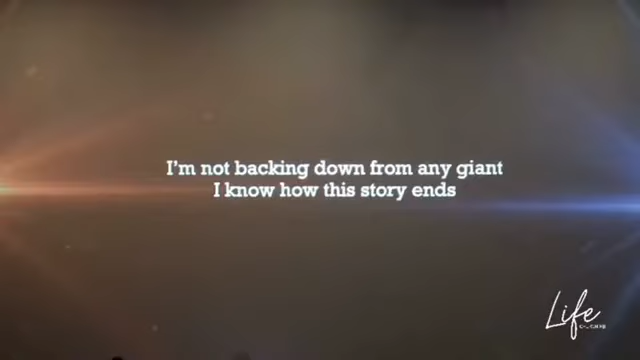 I'm not backing down from any giant
I know how this story ends
Life